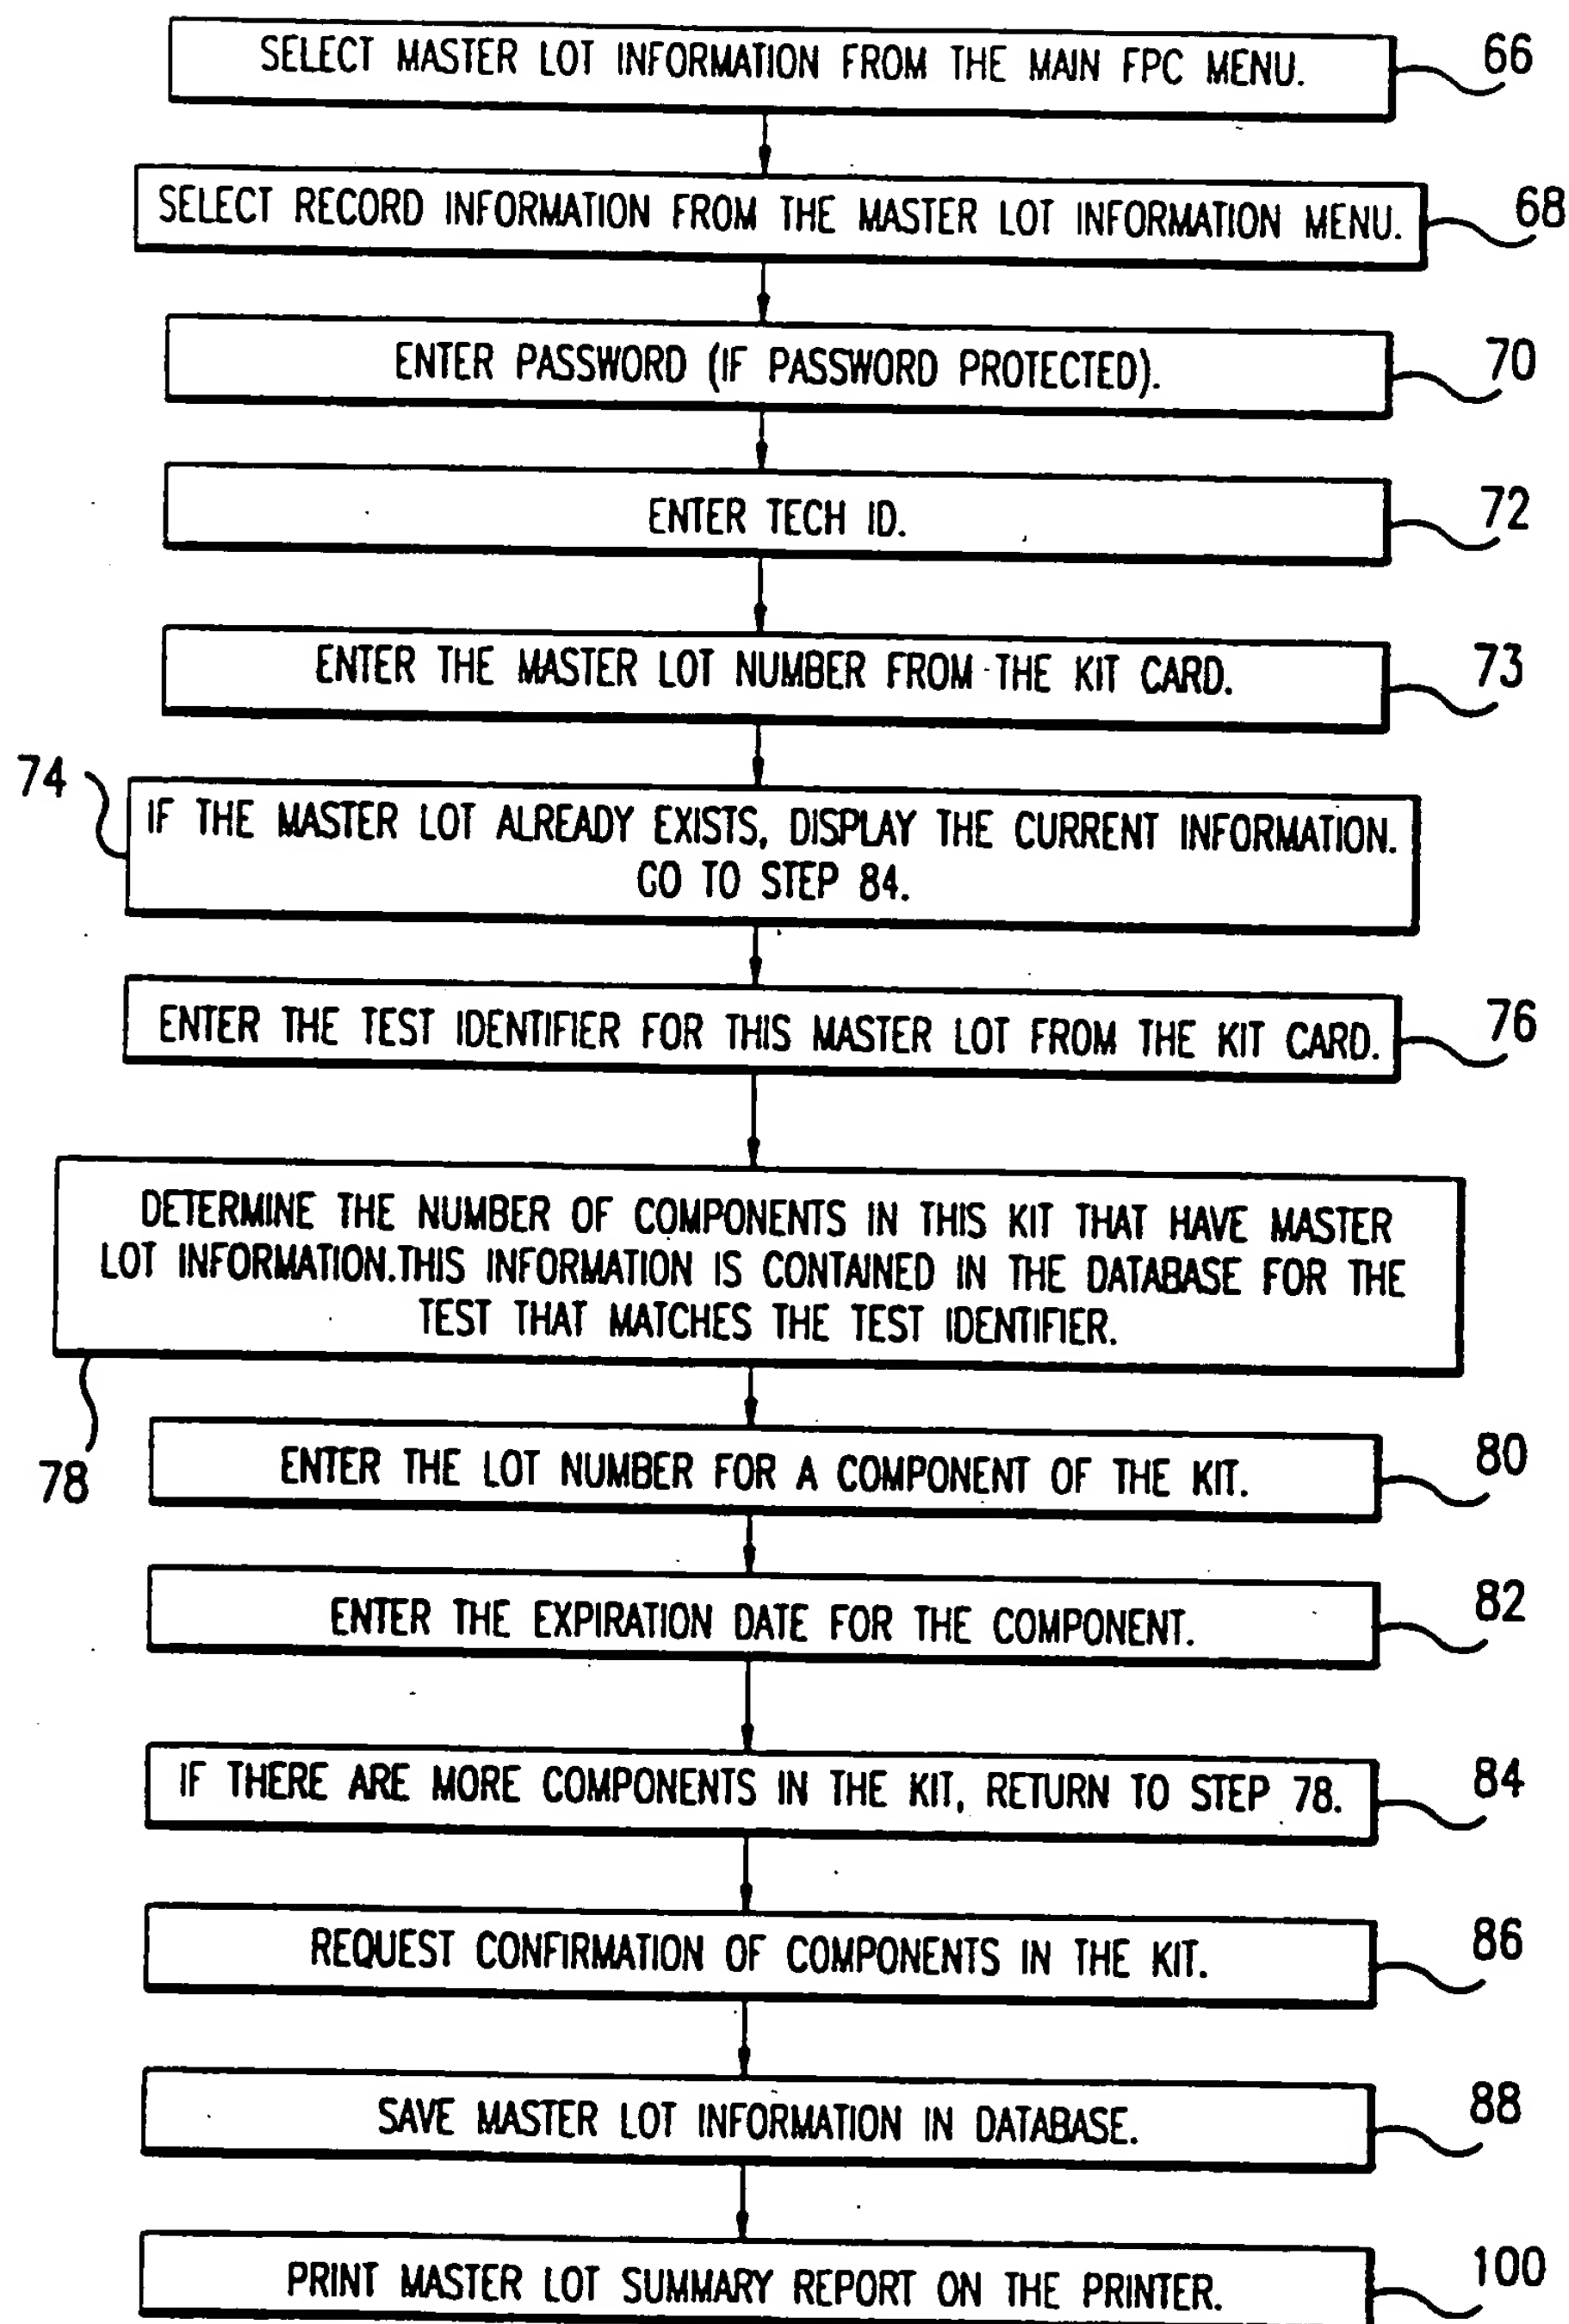 SELECT MASTER LOT INFORMATION FROM THE MAIN FPC MENU.
66
SELECT RECORD INFORMATION FROM THE MASTER LOT INFORMATION MENU.
68
ENTER PASSWORD (IF PASSWORD PROTECTED).
70
ENTER TECH ID.
72
ENTER THE MASTER LOT NUMBER FROM THE KIT CARD.
73
74
IF THE MASTER LOT ALREADY EXISTS, DISPLAY THE CURRENT INFORMATION.
GO TO STEP 84.
ENTER THE TEST IDENTIFIER FOR THIS MASTER LOT FROM THE KIT CARD.
76
DETERMINE THE NUMBER OF COMPONENTS IN THIS KIT THAT HAVE MASTER
LOT INFORMATION.THIS INFORMATION IS CONTAINED IN THE DATABASE FOR THE
TEST THAT MATCHES THE TEST IDENTIFIER.
78
ENTER THE LOT NUMBER FOR A COMPONENT OF THE KIT.
80
ENTER THE EXPIRATION DATE FOR THE COMPONENT.
82
IF THERE ARE MORE COMPONENTS IN THE KIT, RETURN TO STEP 78.
84
REQUEST CONFIRMATION OF COMPONENTS IN THE KIT.
86
SAVE MASTER LOT INFORMATION IN DATABASE.
88
PRINT MASTER LOT SUMMARY REPORT ON THE PRINTER.
100